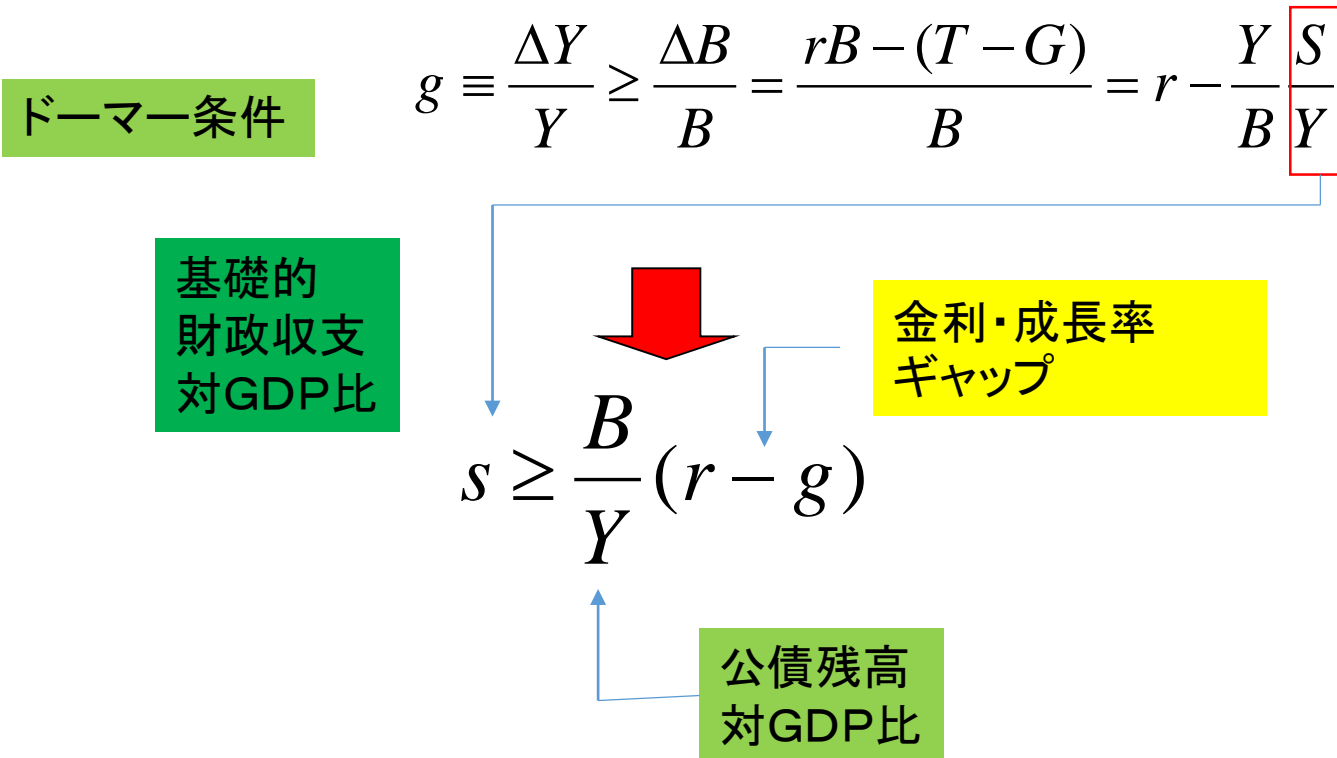 ドーマー条件
g ≡ ΔY/Y ≥ ΔB/B = (rB − (T − G))/B = r − (Y/B)(S/Y)
基礎的
財政収支
対GDP比
金利・成長率
ギャップ
s ≥ B/Y (r − g)
公債残高
対GDP比